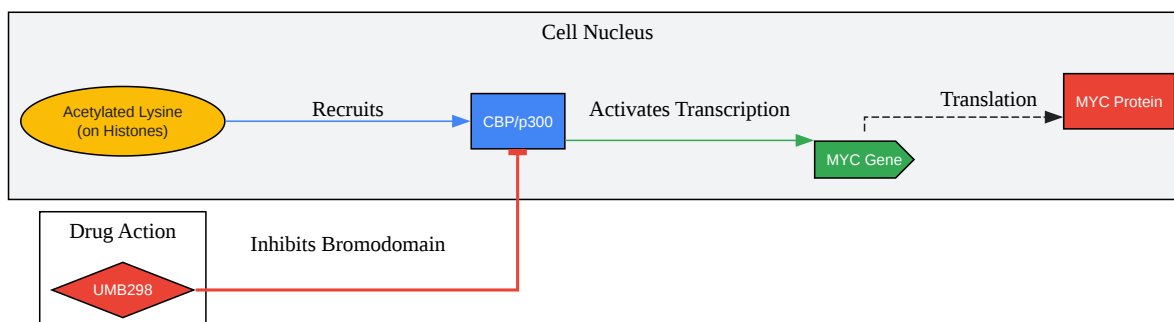 Cell Nucleus
Acetylated Lysine
(on Histones)
Recruits
CBP/p300
Activates Transcription
MYC Gene
Translation
MYC Protein
Drug Action
UMB298
Inhibits Bromodomain